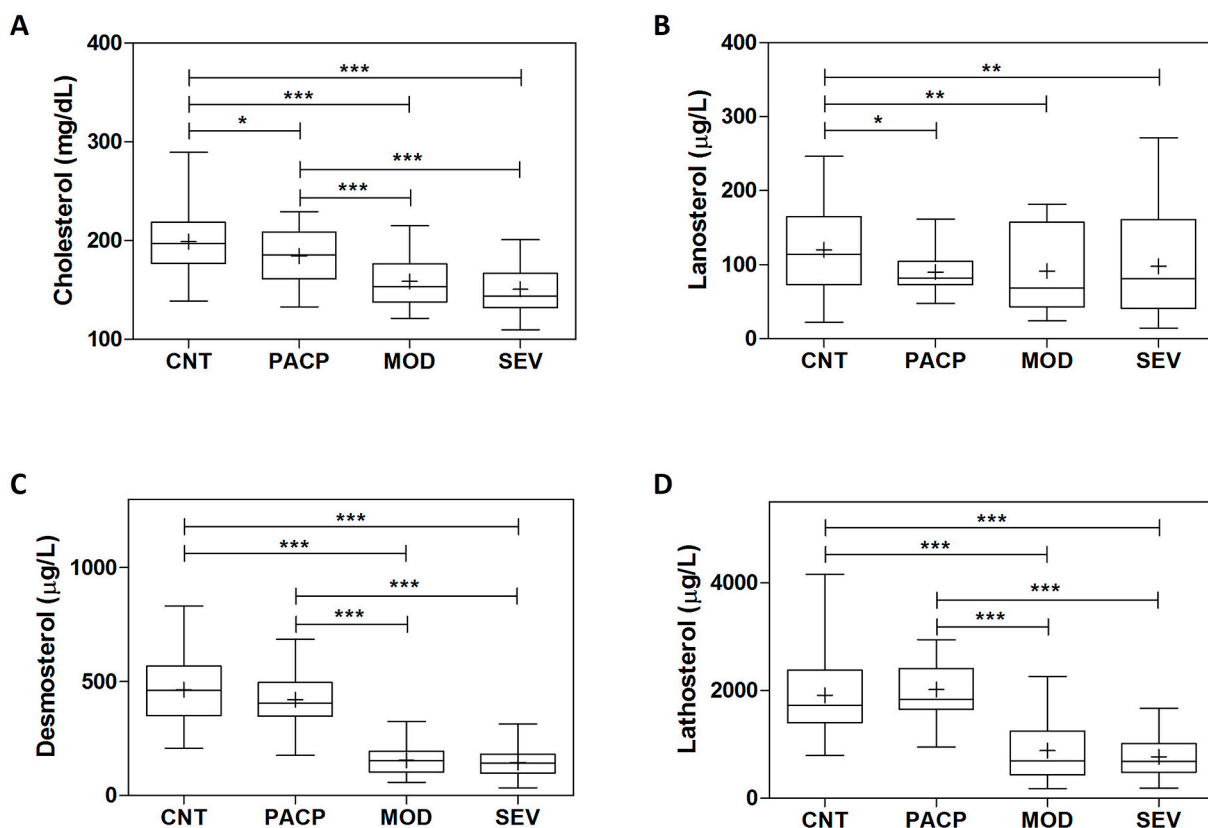 A
Cholesterol (mg/dL)
400
300
200
100
***
***
*
***
***
CNT PACP MOD SEV
B
Lanosterol (μg/L)
400
300
200
100
0
**
**
*
CNT PACP MOD SEV
C
Desmosterol (μg/L)
1000
500
0
***
***
***
***
CNT PACP MOD SEV
D
Lathosterol (μg/L)
4000
2000
0
***
***
***
***
CNT PACP MOD SEV